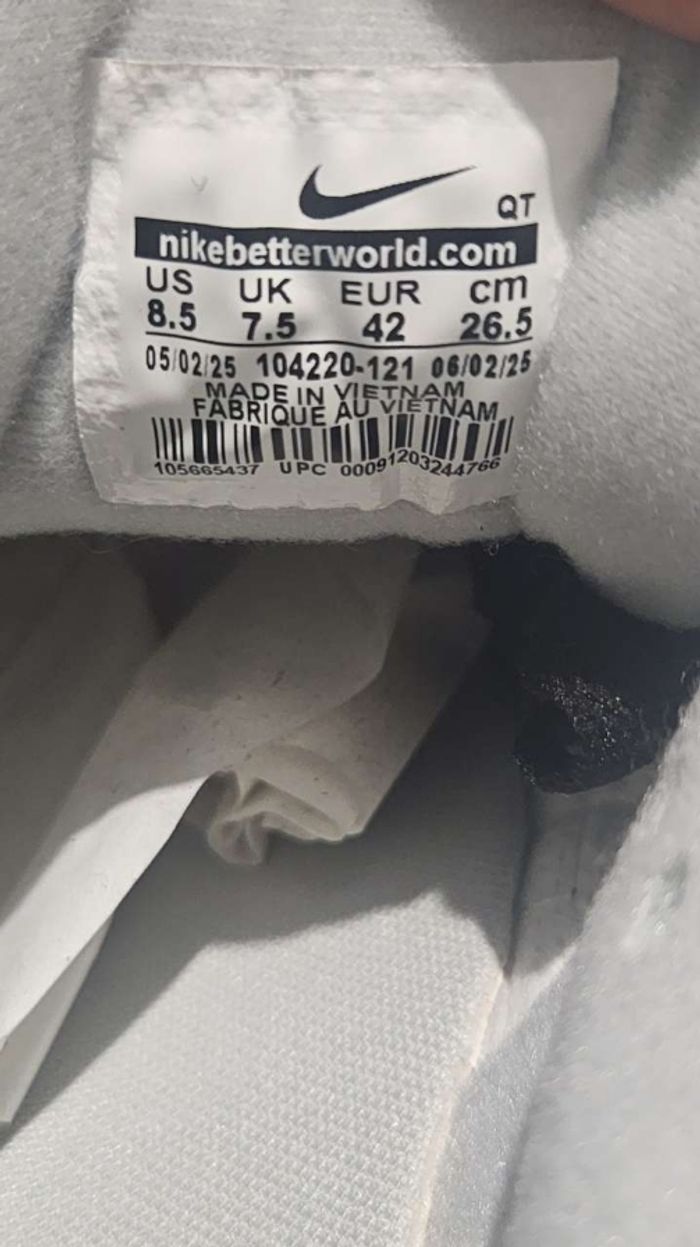 QT
nikebetterworld.com
US UK EUR cm
8.5 7.5 42 26.5
05/02/25 104220-121 06/02/25
MADE IN VIETNAM
FABRIQUE AU VIETNAM
105665437 UPC 00091203244766